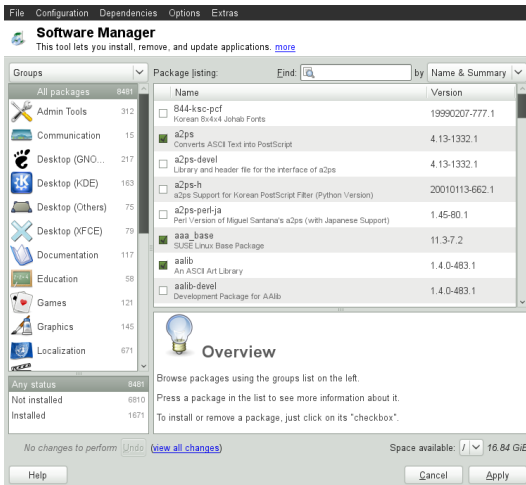 File Configuration Dependencies Options Extras
Software Manager
This tool lets you install, remove, and update applications. more
Groups
All packages 8481
Admin Tools 312
Communication 15
Desktop (GNO... 217
Desktop (KDE) 163
Desktop (Others) 75
Desktop (XFCE) 79
Documentation 117
Education 58
Games 121
Graphics 145
Localization 671
Any status 8481
Not installed 6810
Installed 1671
Package listing: Find: by Name & Summary
Name Version
844-ksc-pcf 19990207-777.1
Korean 8x4x4 Johab Fonts
a2ps 4.13-1332.1
Converts ASCII Text into PostScript
a2ps-devel 4.13-1332.1
Library and header file for the interface of a2ps
a2ps-h 20010113-662.1
a2ps Support for Korean PostScript Filter (Python Version)
a2ps-perl-ja 1.45-80.1
Perl Version of Miguel Santana's a2ps (with Japanese Support)
aaa_base 11.3-7.2
SUSE Linux Base Package
aalib 1.4.0-483.1
An ASCII Art Library
aalib-devel 1.4.0-483.1
Development Package for AAlib
Overview
Browse packages using the groups list on the left.
Press a package in the list to see more information about it.
To install or remove a package, just click on its "checkbox".
No changes to perform Undo (view all changes) Space available: / 16.84 GiB
Help Cancel Apply